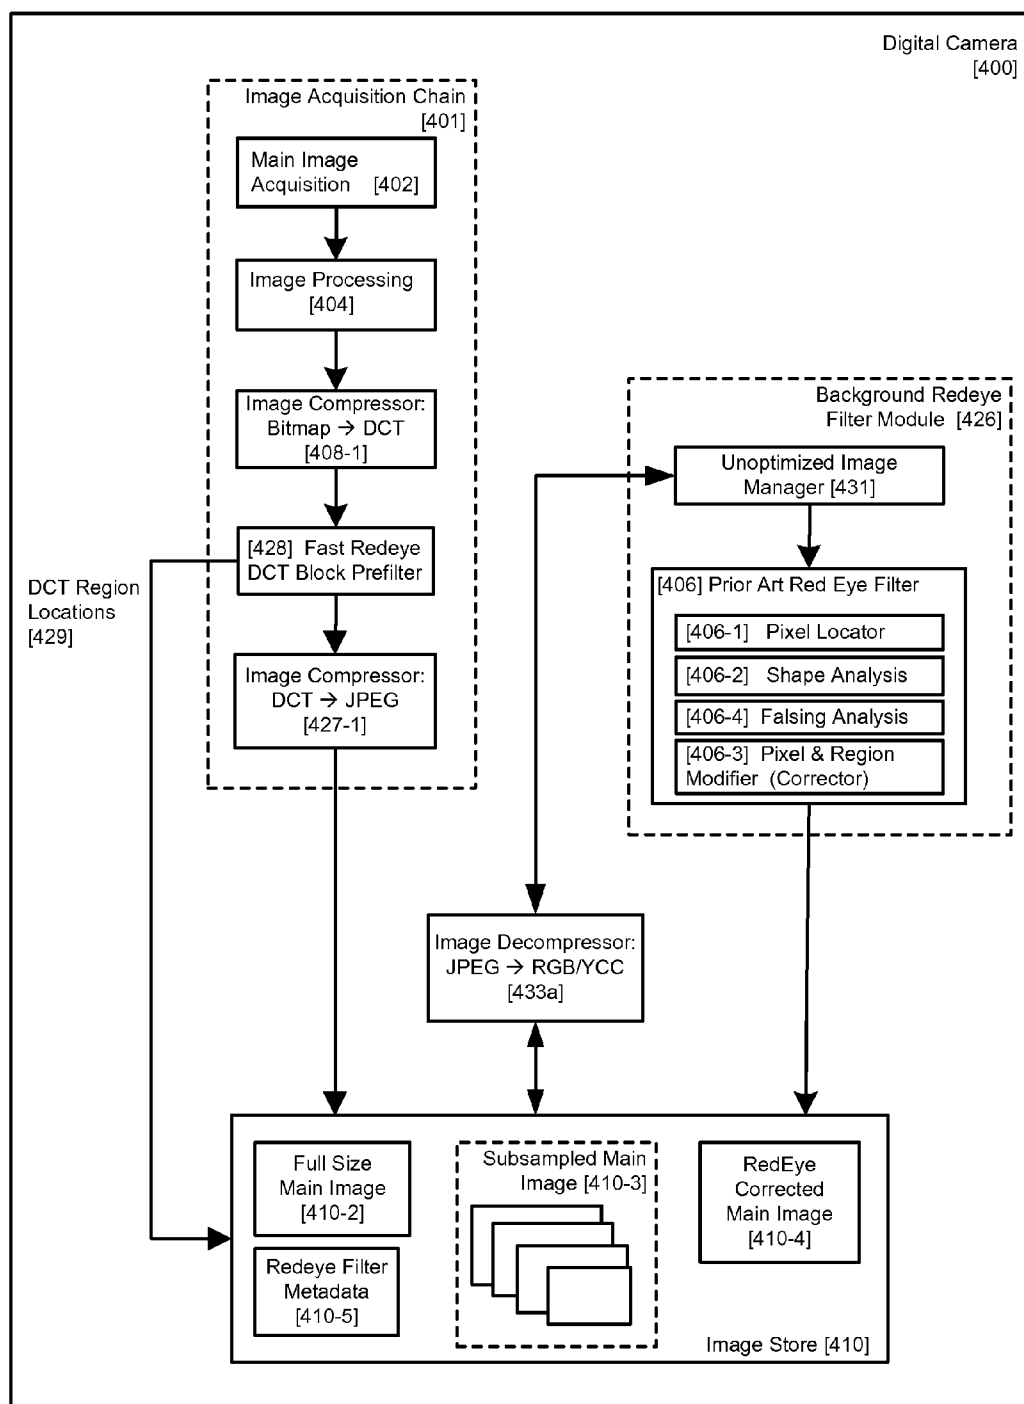 Digital Camera
[400]
Image Acquisition Chain
[401]
Main Image
Acquisition [402]
Image Processing
[404]
Image Compressor:
Bitmap → DCT
[408-1]
[428] Fast Redeye
DCT Block Prefilter
DCT Region
Locations
[429]
Image Compressor:
DCT → JPEG
[427-1]
Background Redeye
Filter Module [426]
Unoptimized Image
Manager [431]
[406] Prior Art Red Eye Filter
[406-1] Pixel Locator
[406-2] Shape Analysis
[406-4] Falsing Analysis
[406-3] Pixel & Region
Modifier (Corrector)
Image Decompressor:
JPEG → RGB/YCC
[433a]
Full Size
Main Image
[410-2]
Redeye Filter
Metadata
[410-5]
Subsampled Main
Image [410-3]
RedEye
Corrected
Main Image
[410-4]
Image Store [410]